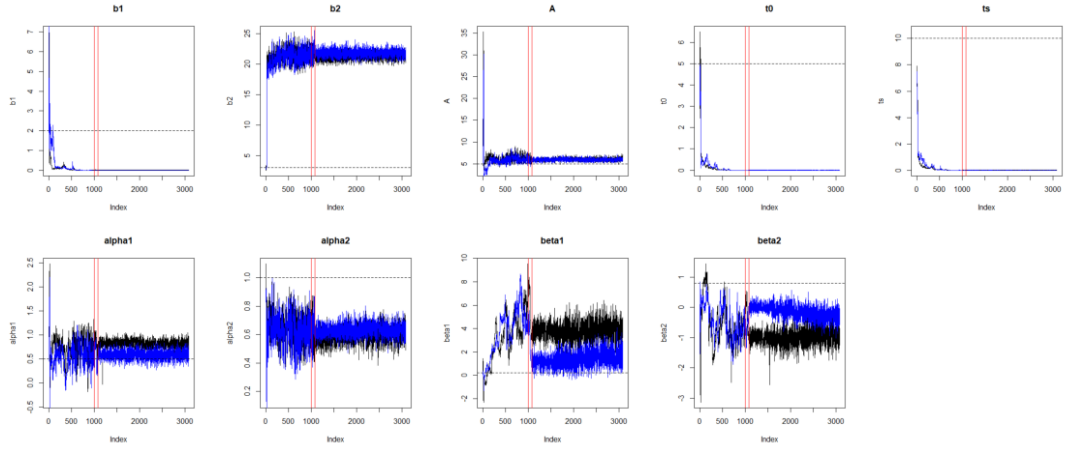 b1
b2
A
t0
ts
b1
0 1 2 3 4 5 6 7
0 1000 2000 3000
Index
b2
5 10 15 20 25
0 500 1000 2000 3000
Index
A
5 10 15 20 25 30 35
0 500 1000 2000 3000
Index
t0
0 1 2 3 4 5 6
0 1000 2000 3000
Index
ts
0 2 4 6 8 10
0 1000 2000 3000
Index
alpha1
alpha2
beta1
beta2
alpha1
-0.5 0.0 0.5 1.0 1.5 2.0 2.5
0 1000 2000 3000
Index
alpha2
0.2 0.4 0.6 0.8 1.0
0 500 1000 2000 3000
Index
beta1
-2 0 2 4 6 8 10
0 500 1000 2000 3000
Index
beta2
-3 -2 -1 0 1
0 1000 2000 3000
Index